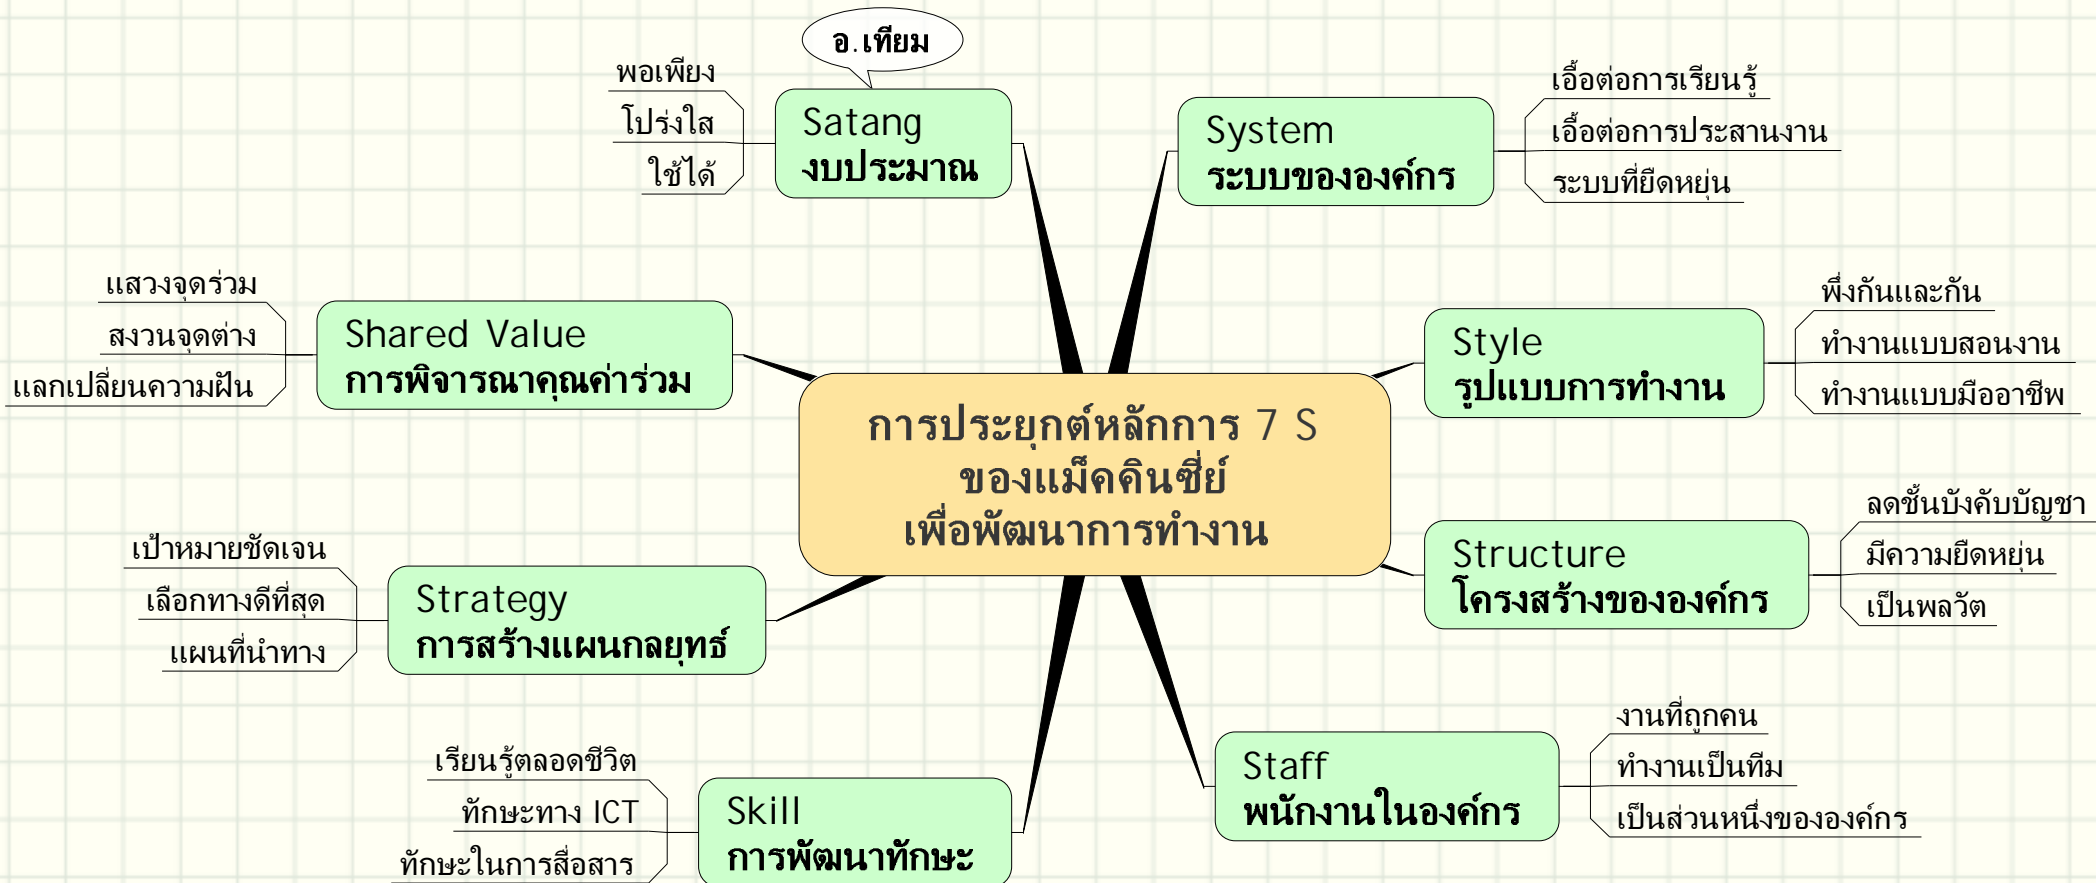 การประยุกต์หลักการ 7 S
ของแม็คคินซี่ย์
เพื่อพัฒนาการทำงาน
System
ระบบขององค์กร
เอื้อต่อการเรียนรู้
เอื้อต่อการประสานงาน
ระบบที่ยืดหยุ่น
Style
รูปแบบการทำงาน
พึ่งกันและกัน
ทำงานแบบสอนงาน
ทำงานแบบมืออาชีพ
Structure
โครงสร้างขององค์กร
ลดชั้นบังคับบัญชา
มีความยืดหยุ่น
เป็นพลวัต
Staff
พนักงานในองค์กร
งานที่ถูกคน
ทำงานเป็นทีม
เป็นส่วนหนึ่งขององค์กร
Skill
การพัฒนาทักษะ
เรียนรู้ตลอดชีวิต
ทักษะทาง ICT
ทักษะในการสื่อสาร
Strategy
การสร้างแผนกลยุทธ์
เป้าหมายชัดเจน
เลือกทางดีที่สุด
แผนที่นำทาง
Shared Value
การพิจารณาคุณค่าร่วม
แสวงจุดร่วม
สงวนจุดต่าง
แลกเปลี่ยนความฝัน
อ.เทียม
Satang
งบประมาณ
พอเพียง
โปร่งใส
ใช้ได้